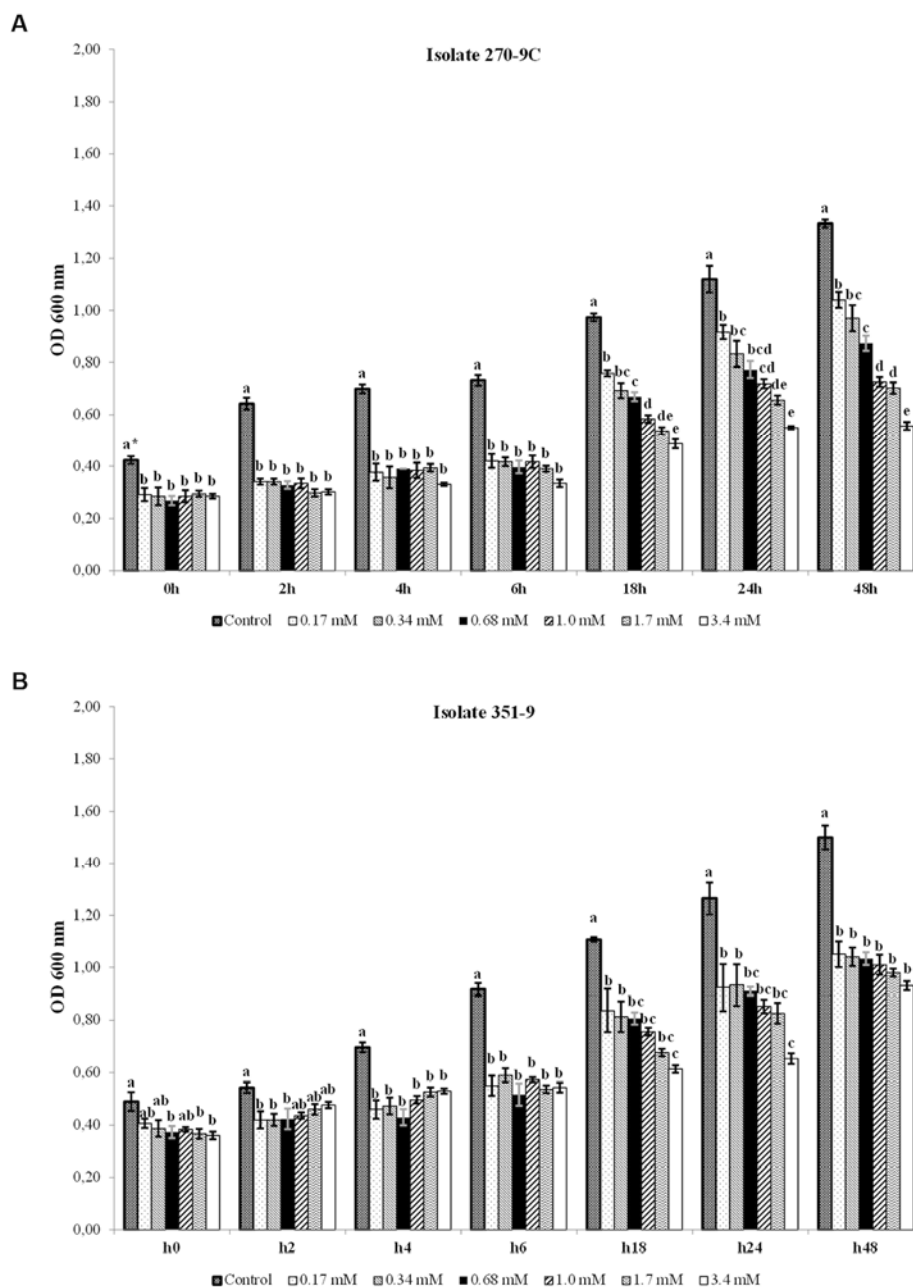 A
Isolate 270-9C
OD 600 nm
2,00
1,80
1,60
1,40
1,20
1,00
0,80
0,60
0,40
0,20
0,00
a* b b b b b b
a b b b b b b
a b b b b b b
a b b b b b b
a b bc c d de e
a b bc bcd cd de e
a b bc c d d e
0h 2h 4h 6h 18h 24h 48h
Control 0.17 mM 0.34 mM 0.68 mM 1.0 mM 1.7 mM 3.4 mM
B
Isolate 351-9
OD 600 nm
2,00
1,80
1,60
1,40
1,20
1,00
0,80
0,60
0,40
0,20
0,00
a ab ab b ab b b
a b b b ab ab ab
a b b b b b b
a b b b b b b
a b b bc bc c c
a b b bc bc bc c
a b b b b b b
h0 h2 h4 h6 h18 h24 h48
Control 0.17 mM 0.34 mM 0.68 mM 1.0 mM 1.7 mM 3.4 mM